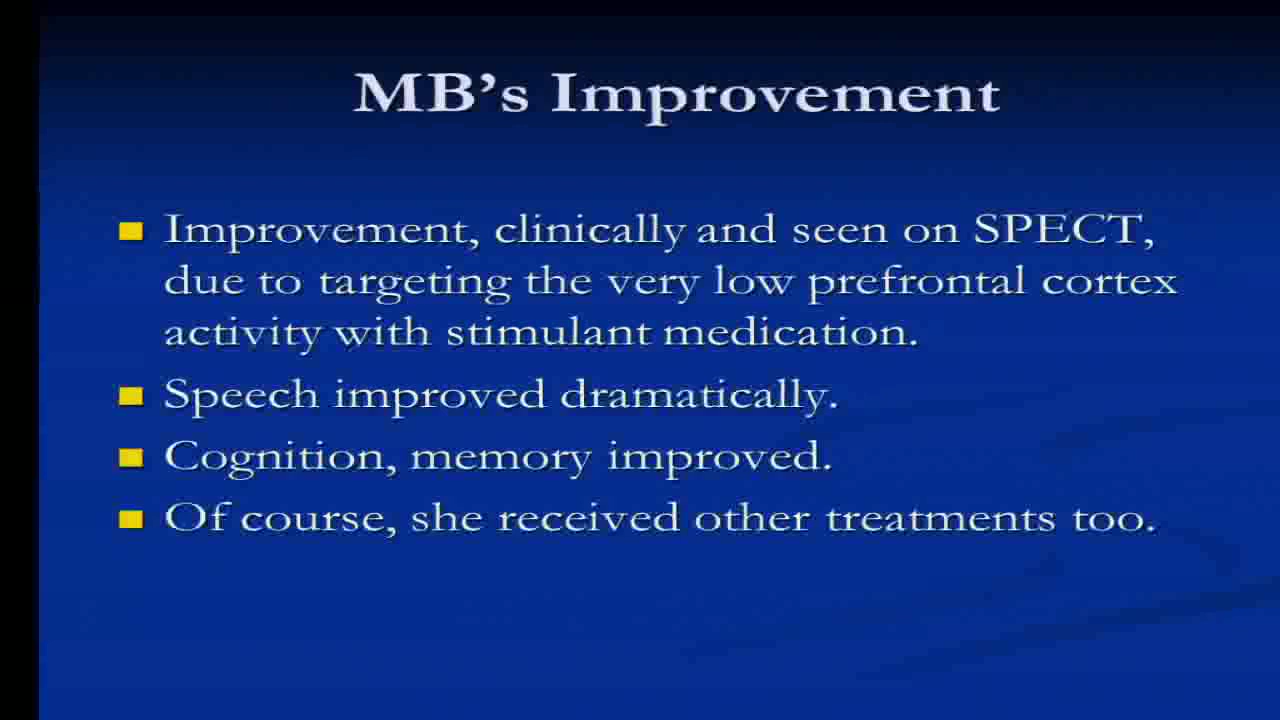 MB's Improvement
Improvement, clinically and seen on SPECT,
due to targeting the very low prefrontal cortex
activity with stimulant medication.
Speech improved dramatically.
Cognition, memory improved.
Of course, she received other treatments too.